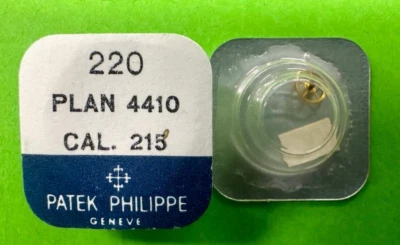 220
PLAN 4410
CAL. 215
PATEK PHILIPPE
GENEVE